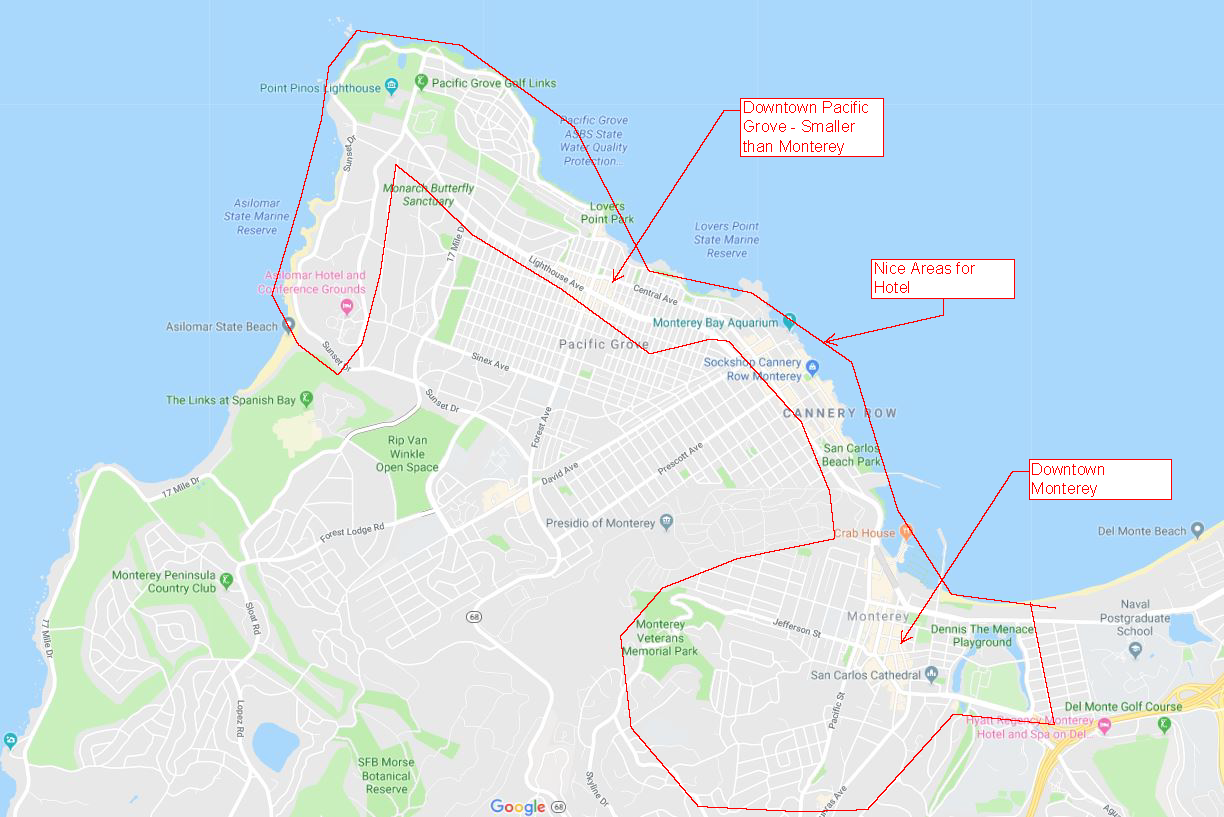 Point Pinos Lighthouse
Pacific Grove Golf Links
Downtown Pacific
Grove - Smaller
than Monterey
Pacific Grove
ASBS State
Water Quality
Protection...
Sunset Dr
Monarch Butterfly
Sanctuary
Asilomar
State Marine
Reserve
Lovers
Point Park
Lovers Point
State Marine
Reserve
17 Mile D
Lighthouse Ave
Central Ave
Nice Areas for
Hotel
Asilomar Hotel and
Conference Grounds
Asilomar State Beach
Monterey Bay Aquarium
Pacific Grove
Sunset Dr
Sinex Ave
Sockshop Cannery
Row Monterey
The Links at Spanish Bay
Sunset Dr
Forest Ave
CANNERY ROW
Rip Van
Winkle
Open Space
David Ave
Prescott Ave
San Carlos
Beach Park
Downtown
Monterey
17 Mile Dr
Forest Lodge Rd
Presidio of Monterey
Crab House
Del Monte Beach
Monterey Peninsula
Country Club
Sloat Rd
68
17 Mile Dr
Monterey
Veterans
Memorial Park
Jefferson St
Monterey
Dennis The Menace
Playground
Naval
Postgraduate
School
San Carlos Cathedral
Pacific St
Lopez Rd
Hyatt Regency Monterey
Hotel and Spa on Del...
Del Monte Golf Course
SFB Morse
Botanical
Reserve
Skyline Dr
Google
68